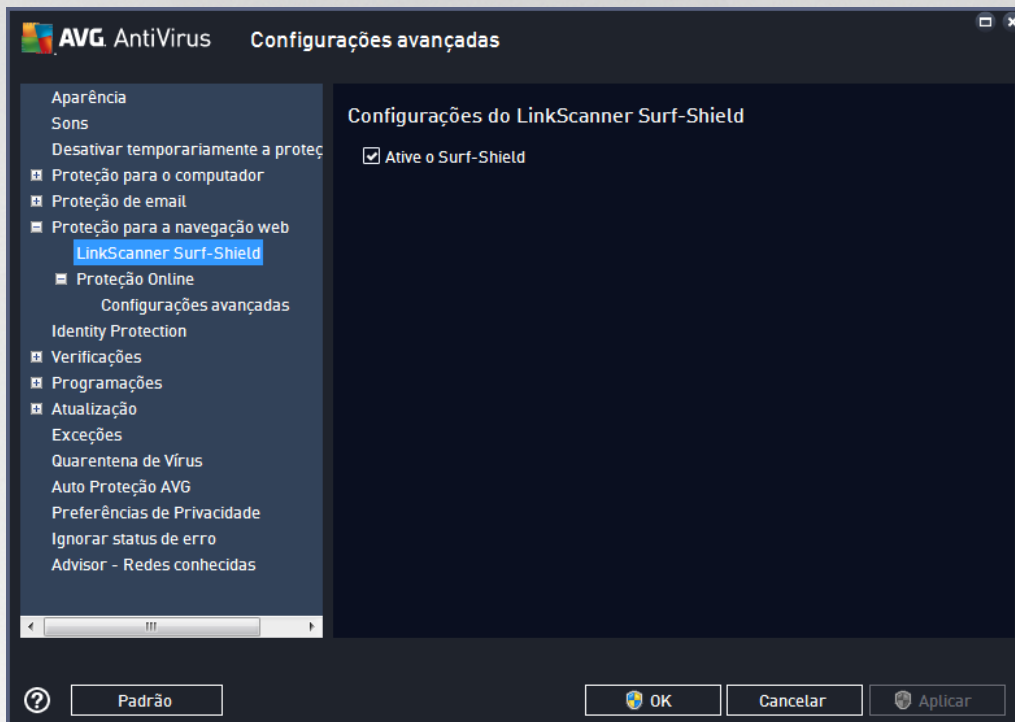 AVG. AntiVirus Configurações avançadas
Aparência
Sons
Desativar temporariamente a proteç
Proteção para o computador
Proteção de email
Proteção para a navegação web
LinkScanner Surf-Shield
Proteção Online
Configurações avançadas
Identity Protection
Verificações
Programações
Atualização
Exceções
Quarentena de Vírus
Auto Proteção AVG
Preferências de Privacidade
Ignorar status de erro
Advisor - Redes conhecidas
Configurações do LinkScanner Surf-Shield
Ative o Surf-Shield
? Padrão OK Cancelar Aplicar